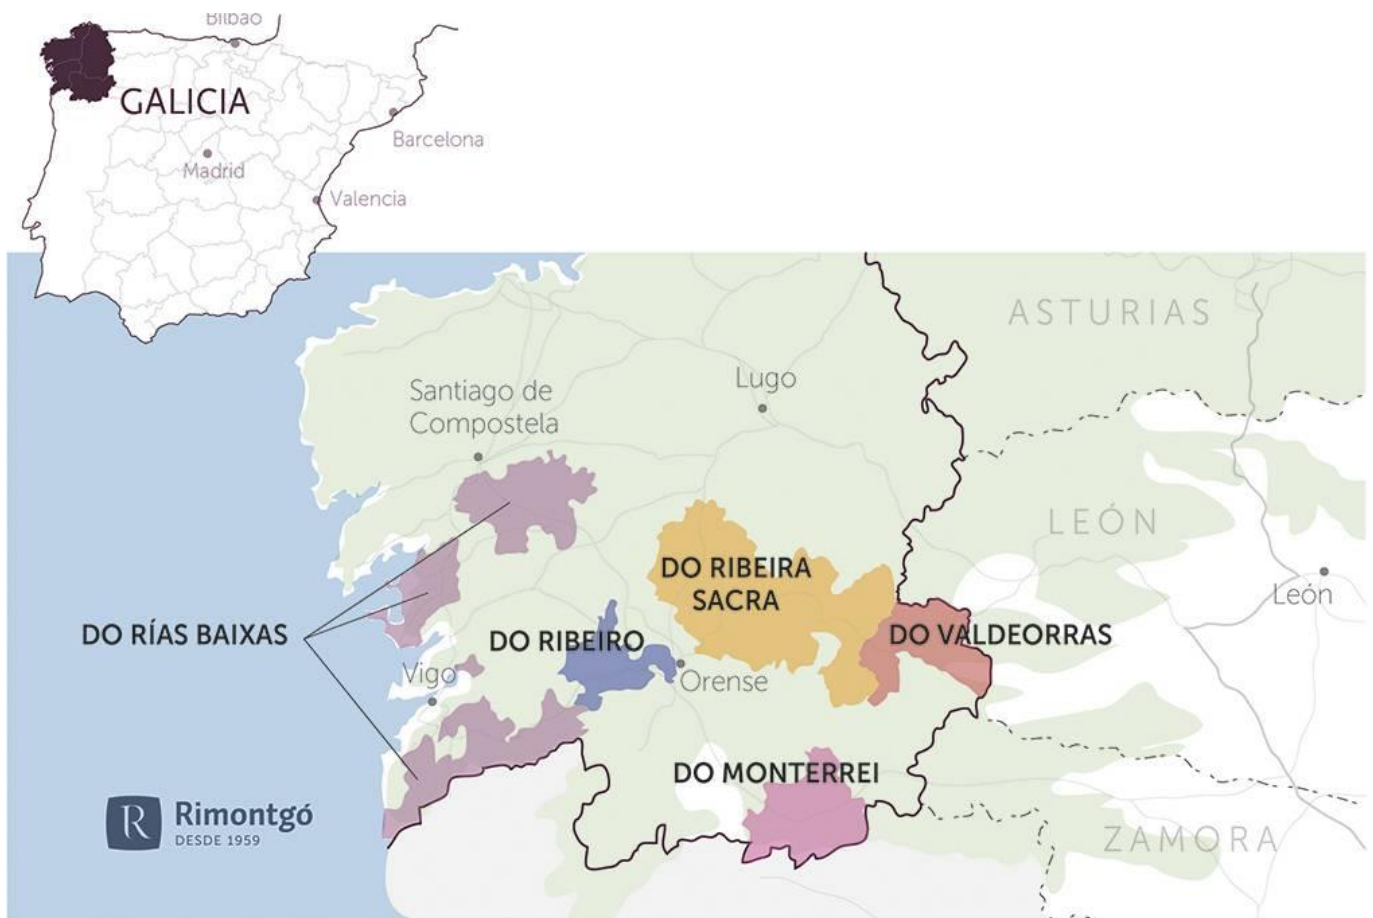 Bilbao
GALICIA
Barcelona
Madrid
Valencia
ASTURIAS
Santiago de
Compostela
Lugo
LEÓN
DO RIBEIRA
SACRA
León
DO RÍAS BAIXAS
DO RIBEIRO
DO VALDEORRAS
Vigo
Orense
DO MONTERREI
R
Rimontgó
DESDE 1959
ZAMORA